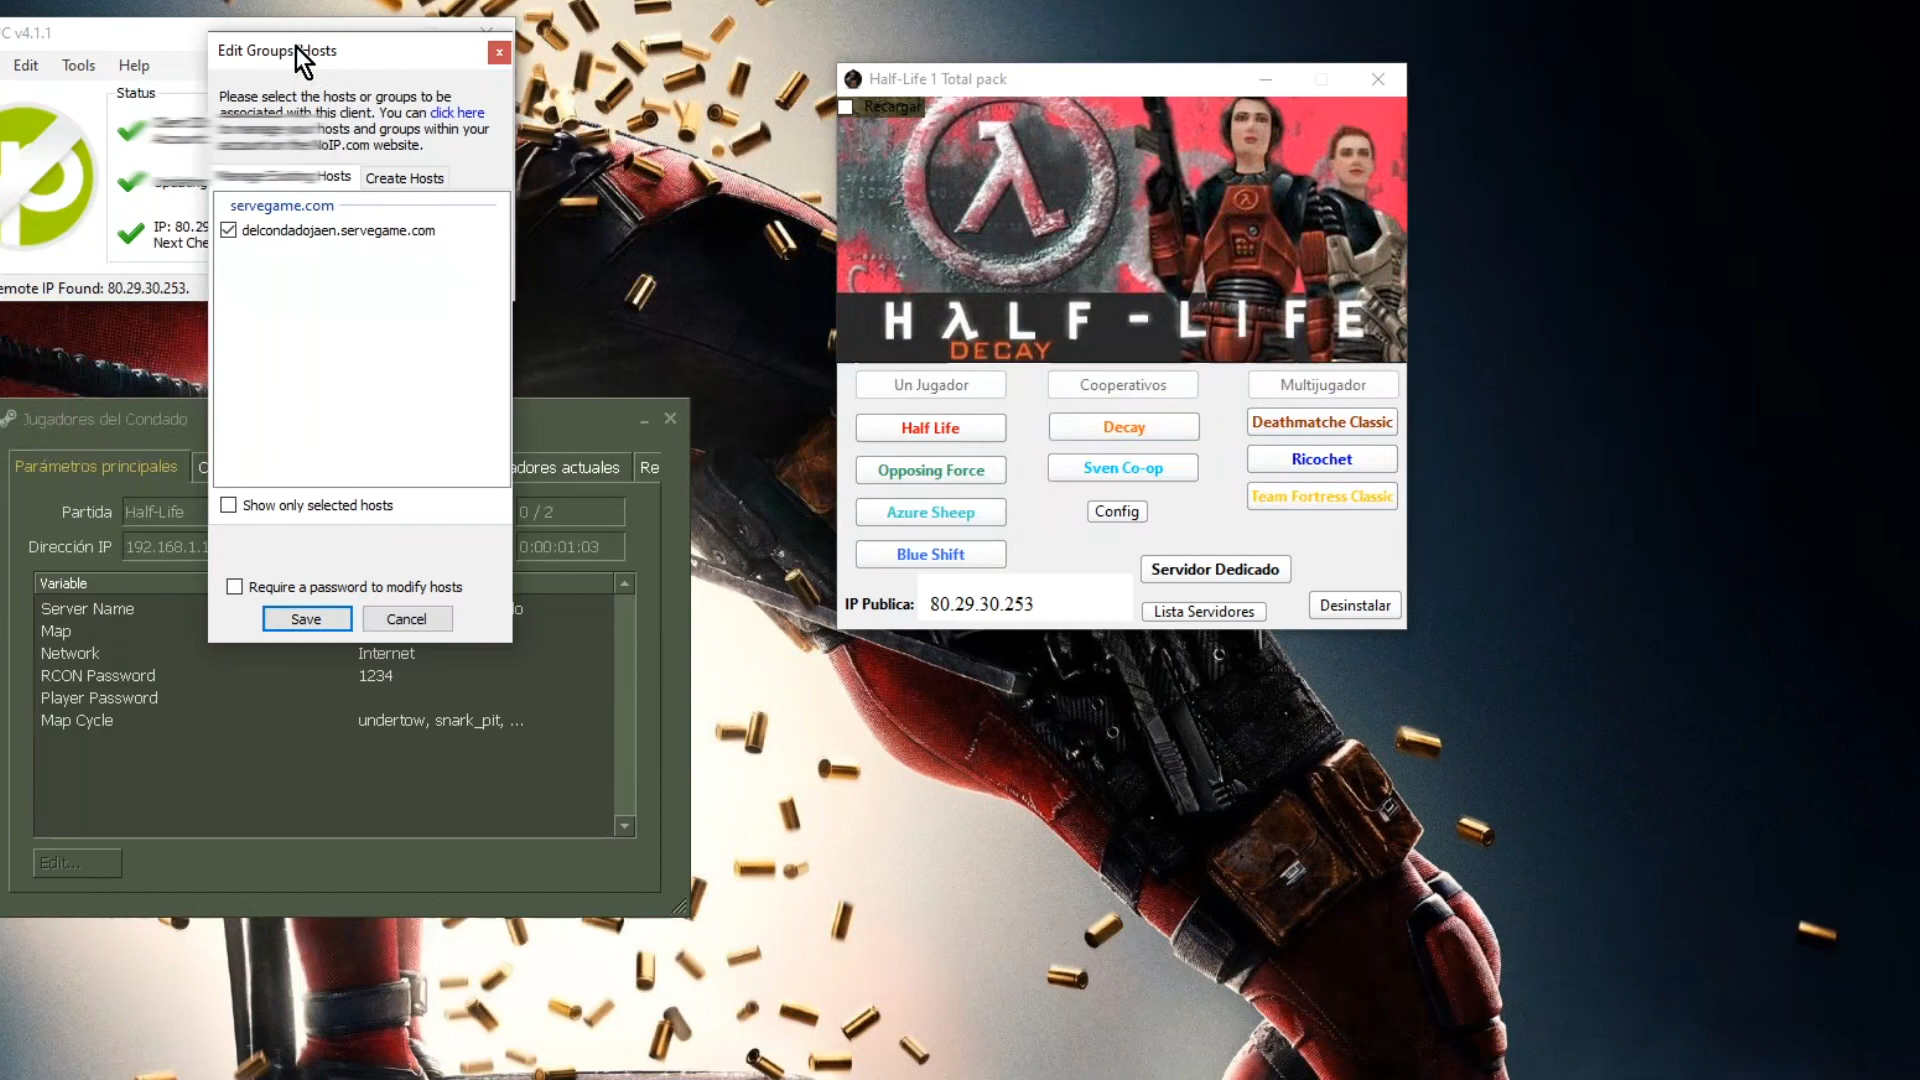 C v4.1.1
Edit Tools Help
Status
IP: 80.29
Next Che
emote IP Found: 80.29.30.253.
Edit Groups/Hosts
x
Please select the hosts or groups to be
associated with this client. You can click here
hosts and groups within your
NoIP.com website.
Hosts
Create Hosts
servegame.com
delcondadojaen.servegame.com
Show only selected hosts
Require a password to modify hosts
Save
Cancel
Jugadores del Condado
Parámetros principales
adores actuales
Re
Partida
Half-Life
0 / 2
Dirección IP
192.168.1.1
0:00:01:03
Variable
Server Name
do
Map
Network
Internet
RCON Password
1234
Player Password
Map Cycle
undertow, snark_pit, ...
Edit...
Half-Life 1 Total pack
Recargar
HλLF-LIFE
DECAY
Un Jugador
Cooperativos
Multijugador
Half Life
Decay
Deathmatche Classic
Opposing Force
Sven Co-op
Ricochet
Azure Sheep
Config
Team Fortress Classic
Blue Shift
Servidor Dedicado
IP Publica:
80.29.30.253
Lista Servidores
Desinstalar